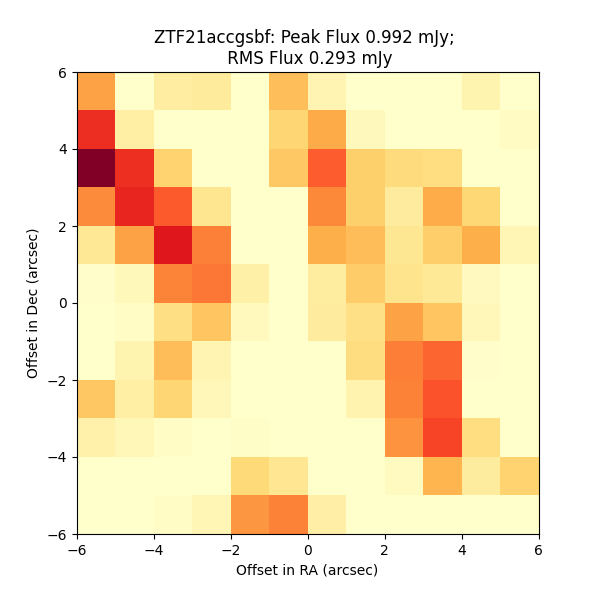 ZTF21accgsbf: Peak Flux 0.992 mJy;
RMS Flux 0.293 mJy
6
4
2
0
−2
−4
−6
Offset in Dec (arcsec)
−6 −4 −2 0 2 4 6
Offset in RA (arcsec)